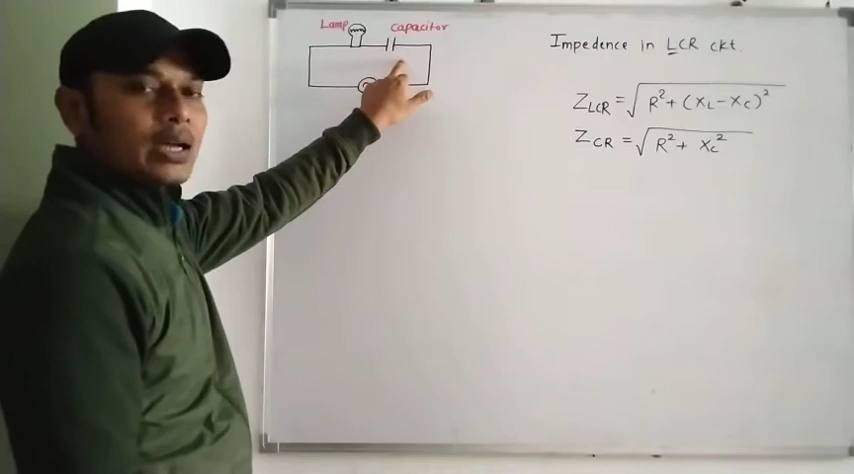 Lamp capacitor
Impedence in LCR ckt.
Z_LCR = √(R² + (X_L - X_C)²)
Z_CR = √(R² + X_C²)